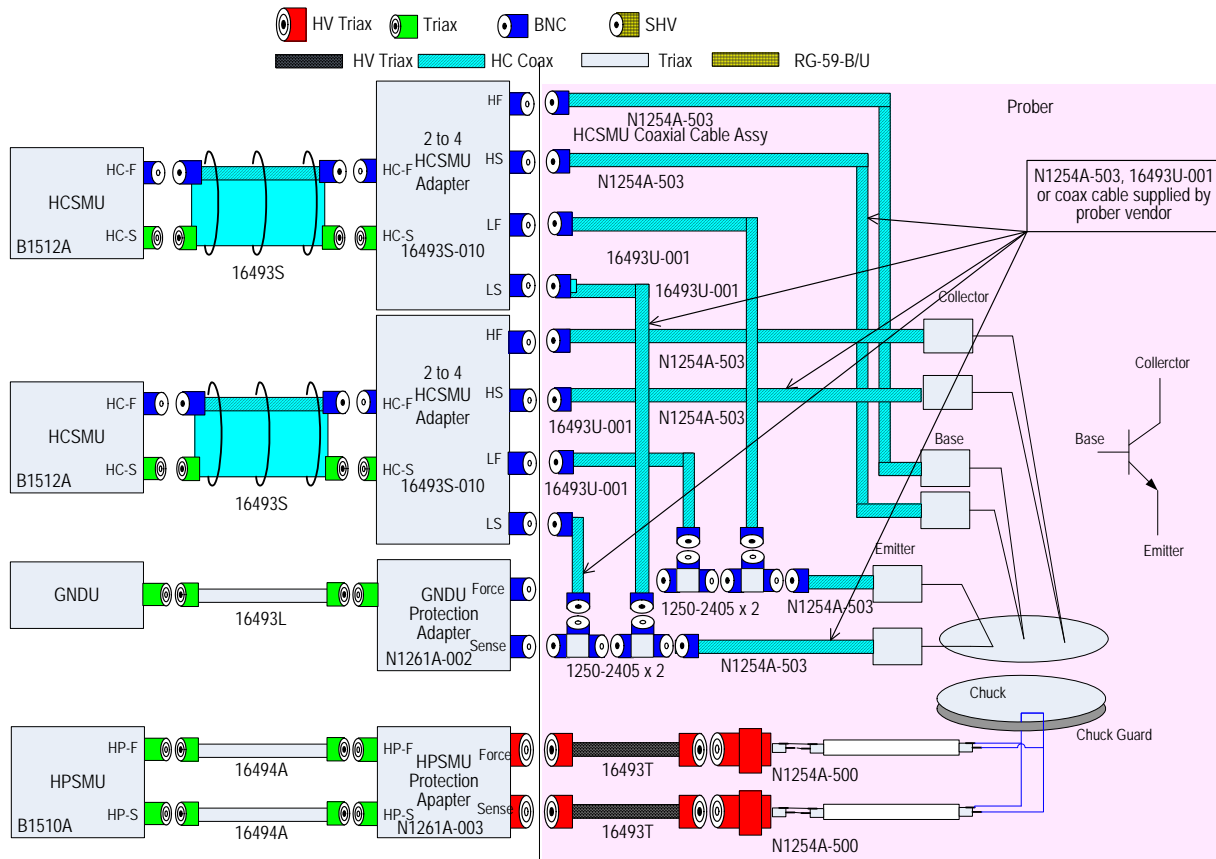 HV Triax
Triax
BNC
SHV
HV Triax
HC Coax
Triax
RG-59-B/U
Prober
HF
N1254A-503
HCSMU Coaxial Cable Assy
2 to 4
HCSMU
Adapter
HC-F
HC-F
HS
N1254A-503
N1254A-503, 16493U-001
or coax cable supplied by
prober vendor
HCSMU
HC-S
HC-S
LF
B1512A
16493S-010
16493U-001
16493S
LS
16493U-001
Collector
HF
N1254A-503
2 to 4
HCSMU
Adapter
Collerctor
HC-F
HC-F
HS
N1254A-503
16493U-001
HCSMU
Base
Base
HC-S
HC-S
LF
B1512A
16493S-010
16493U-001
16493S
LS
Emitter
Emitter
GNDU
16493L
GNDU
Protection
Adapter
Force
1250-2405 x 2
N1254A-503
Sense
N1261A-002
1250-2405 x 2
N1254A-503
Chuck
Chuck Guard
HP-F
HP-F
Force
16494A
16493T
N1254A-500
HPSMU
HPSMU
Protection
Apapter
HP-S
HP-S
Sense
B1510A
16494A
N1261A-003
16493T
N1254A-500